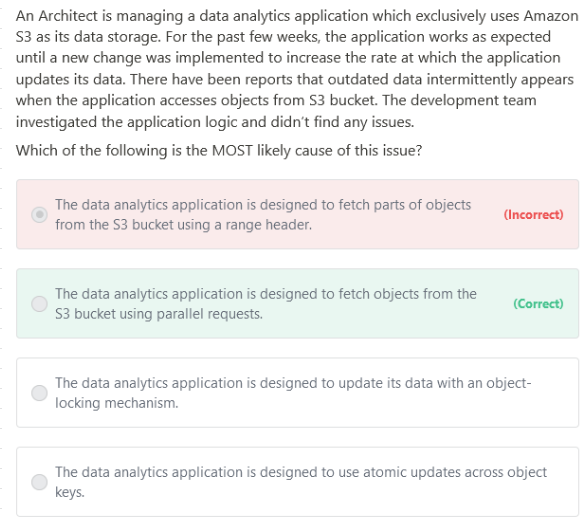 An Architect is managing a data analytics application which exclusively uses Amazon
S3 as its data storage. For the past few weeks, the application works as expected
until a new change was implemented to increase the rate at which the application
updates its data. There have been reports that outdated data intermittently appears
when the application accesses objects from S3 bucket. The development team
investigated the application logic and didn't find any issues.
Which of the following is the MOST likely cause of this issue?
The data analytics application is designed to fetch parts of objects
from the S3 bucket using a range header.
(Incorrect)
The data analytics application is designed to fetch objects from the
S3 bucket using parallel requests.
(Correct)
The data analytics application is designed to update its data with an object-
locking mechanism.
The data analytics application is designed to use atomic updates across object
keys.